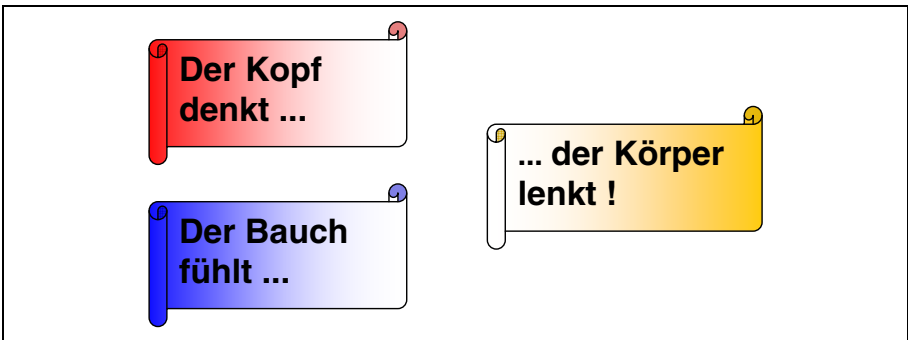 Der Kopf
denkt ...
Der Bauch
fühlt ...
... der Körper
lenkt !